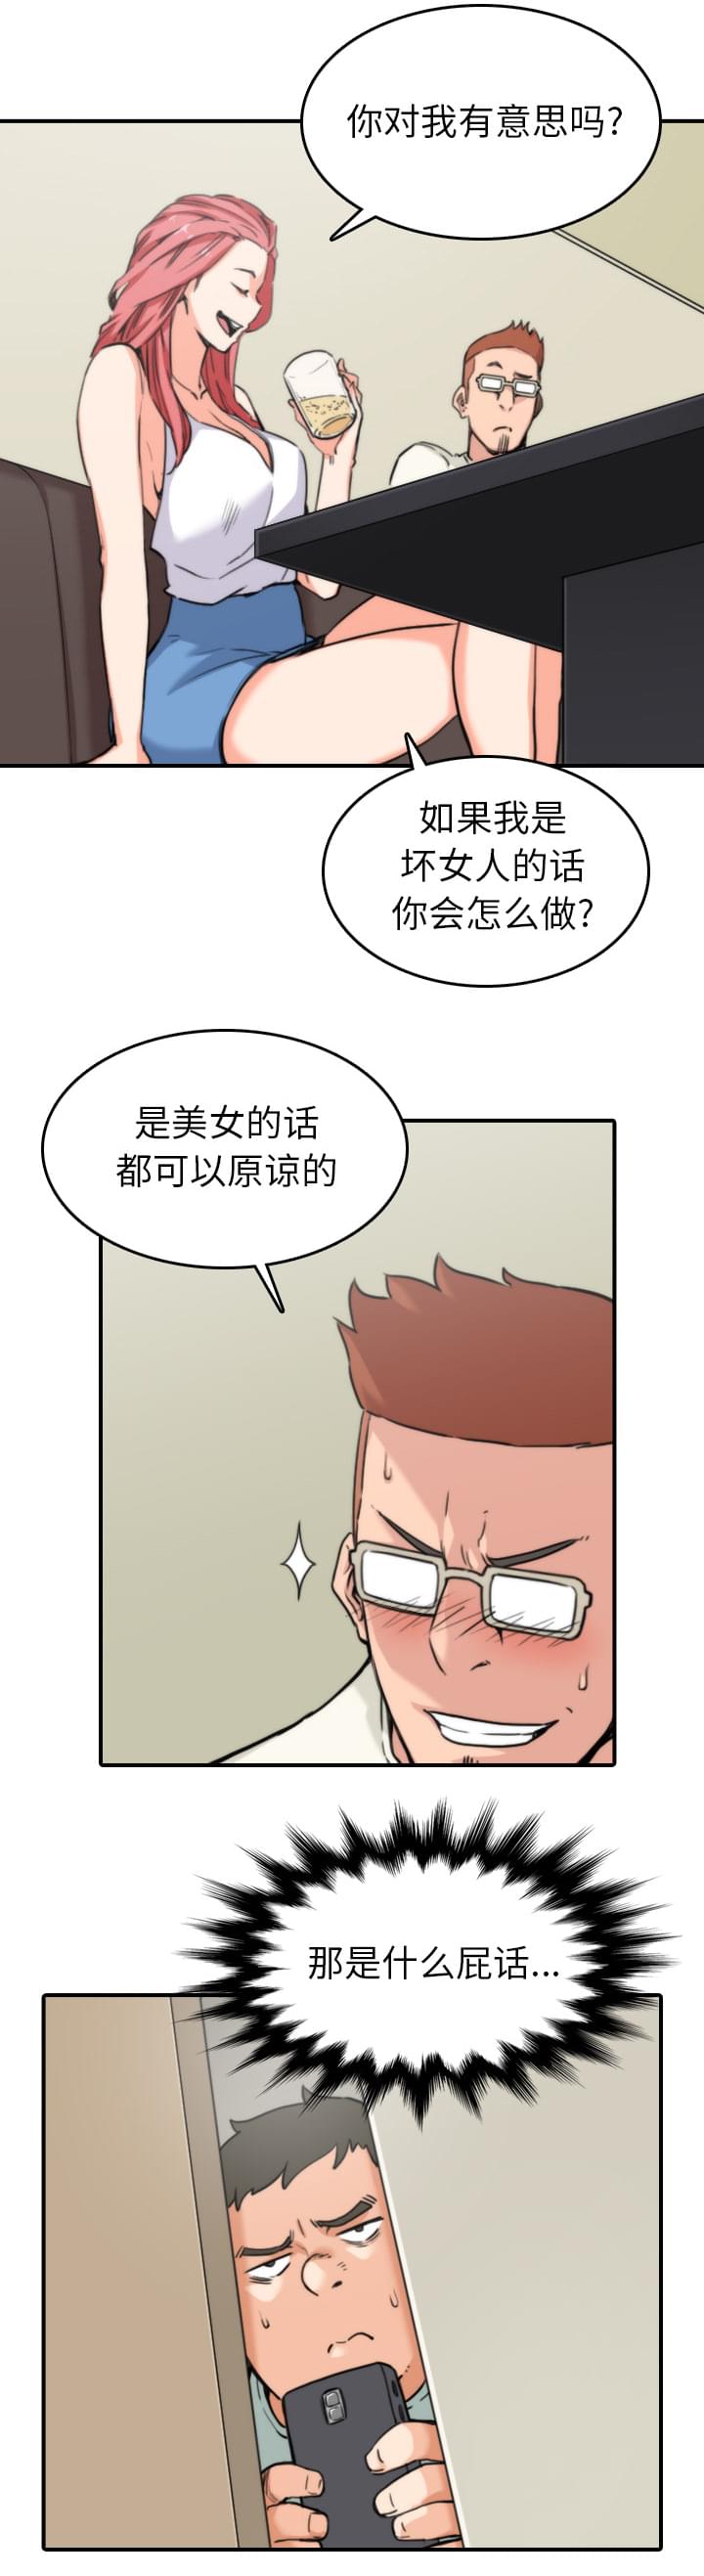 你对我有意思吗?
如果我是
坏女人的话
你会怎么做?
是美女的话
都可以原谅的
那是什么屁话...